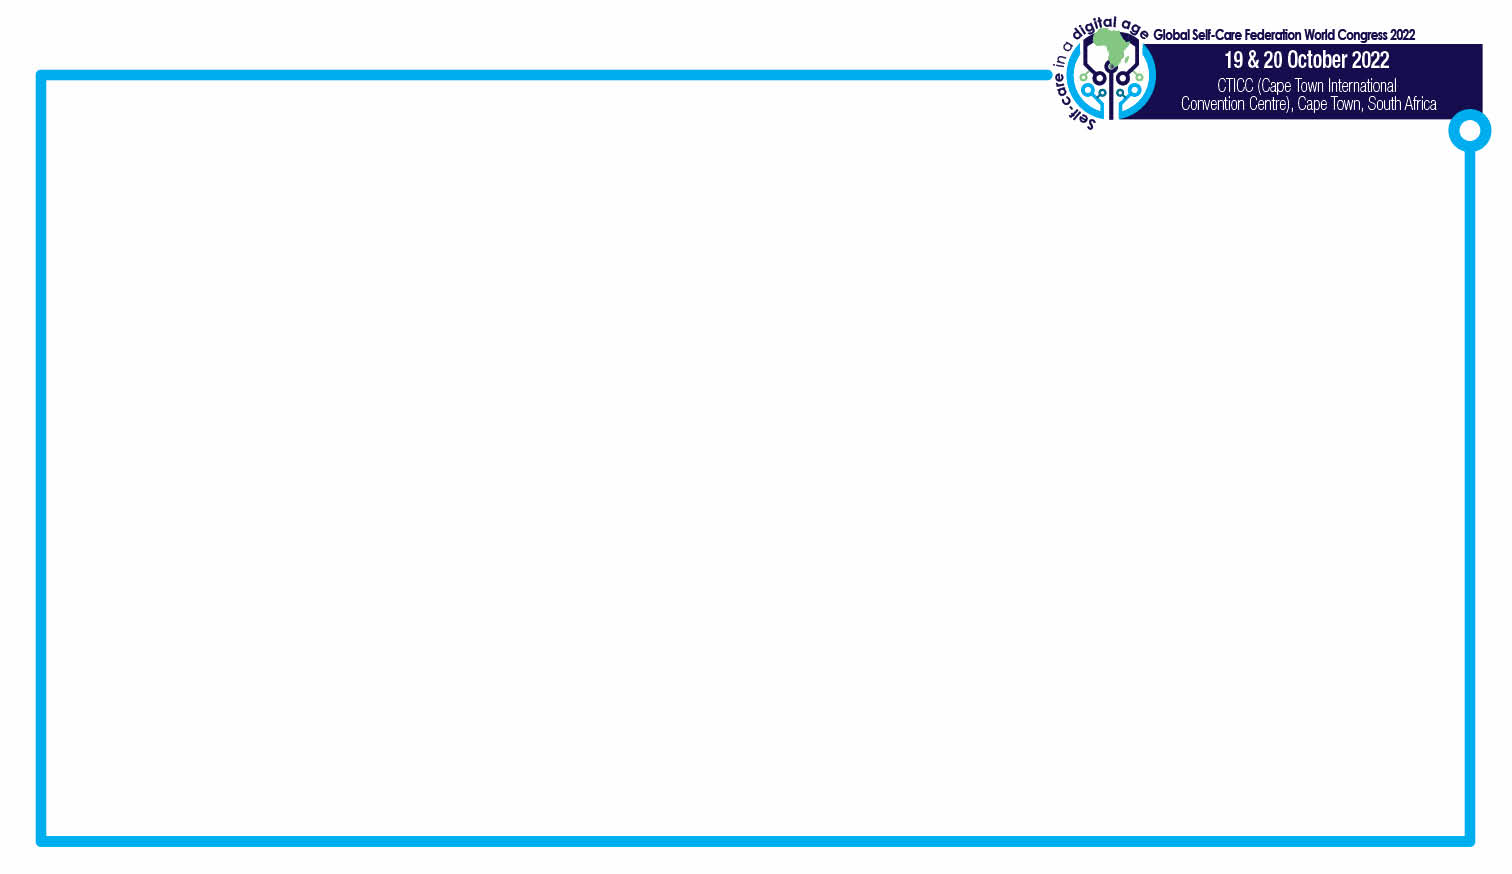 Self-care in a digital age
Global Self-Care Federation World Congress 2022
19 & 20 October 2022
CTICC (Cape Town International
Convention Centre), Cape Town, South Africa